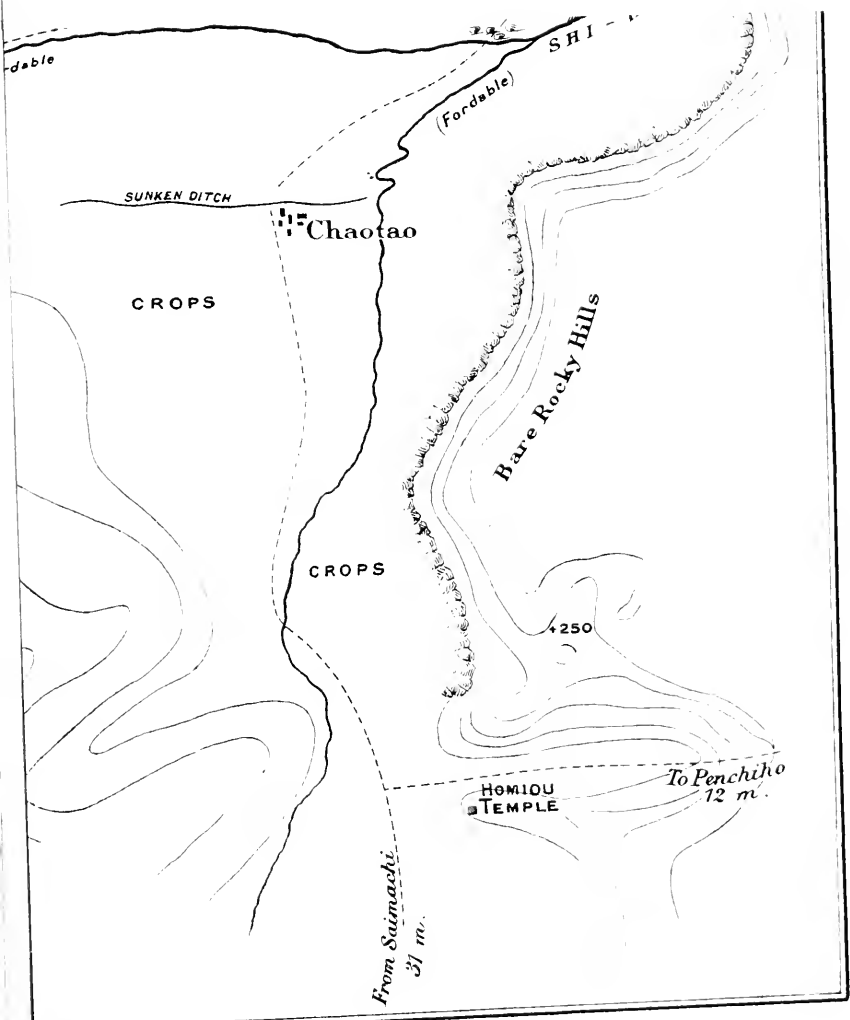 SHI-
dable
(Fordable)
SUNKEN DITCH
Chaotao
CROPS
Bare Rocky Hills
CROPS
+250
To Penchiho
12 m.
HOMIOU
TEMPLE
From Saimachi
31 m.